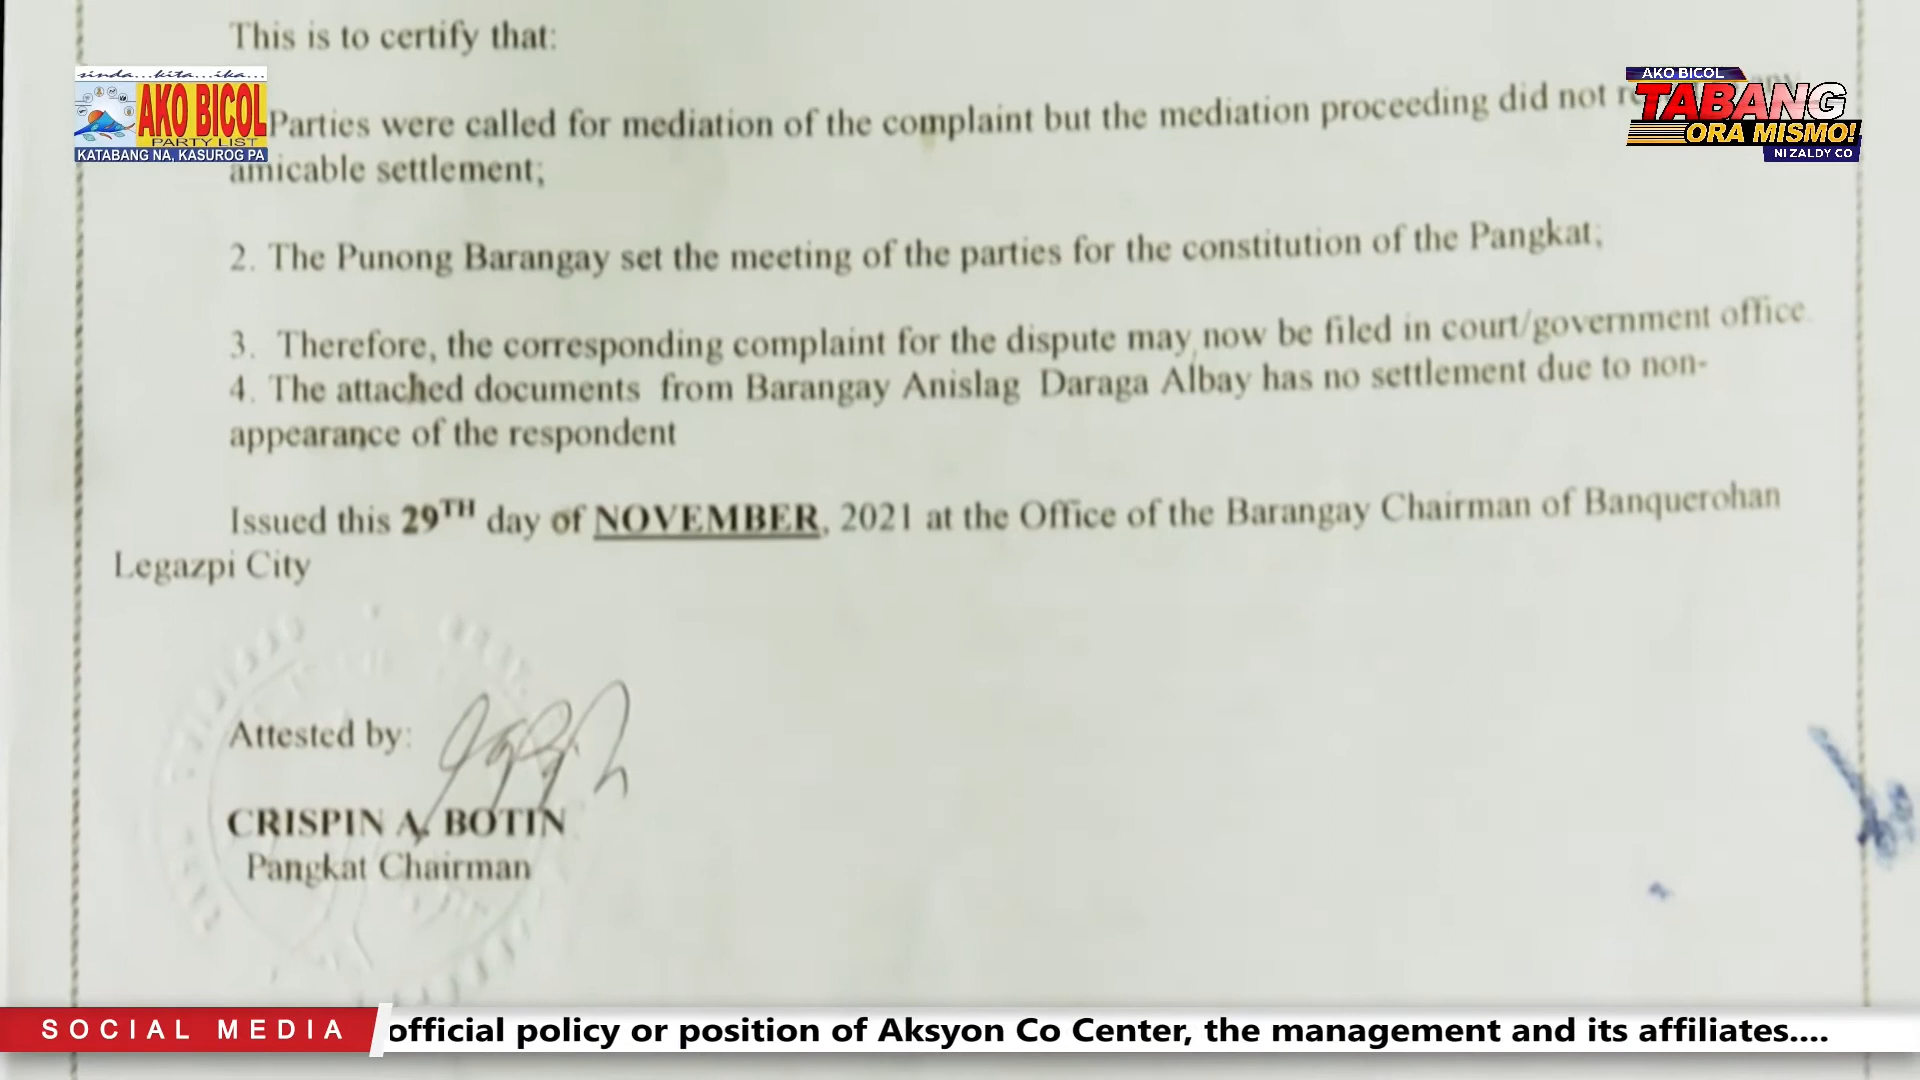 This is to certify that:
sinda...kita...ika...
AKO BICOL
PARTY LIST
KATABANG NA, KASUROG PA
AKO BICOL
TABANG
ORA MISMO!
NI ZALDY CO
Parties were called for mediation of the complaint but the mediation proceeding did not any
amicable settlement;
2. The Punong Barangay set the meeting of the parties for the constitution of the Pangkat;
3. Therefore, the corresponding complaint for the dispute may now be filed in court/government office.
4. The attached documents from Barangay Anislag Daraga Albay has no settlement due to non-
appearance of the respondent
Issued this 29TH day of NOVEMBER, 2021 at the Office of the Barangay Chairman of Banquerohan
Legazpi City
Attested by:
CRISPIN A. BOTIN
Pangkat Chairman
SOCIAL MEDIA
official policy or position of Aksyon Co Center, the management and its affiliates....